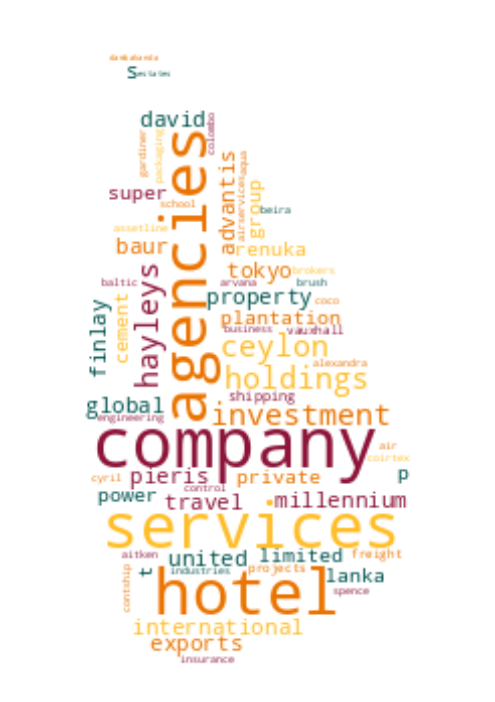 dambakanda
s
estates
david
colombo
gardiner
packaging
agencies
super
school
advantis
airservices
aqua
group
beira
assetline
baur
renuka
tokyo
brokers
baltic
hayleys
arvana
brush
finlay
cement
property
coco
plantation
business
vauxhall
ceylon
alexandra
holdings
shipping
global
engineering
investment
company
air
coirtex
cyril
pieris
private
p
control
power
travel
millennium
services
aitken
united
limited
freight
t
industries
projects
lanka
contship
hotel
spence
international
exports
insurance